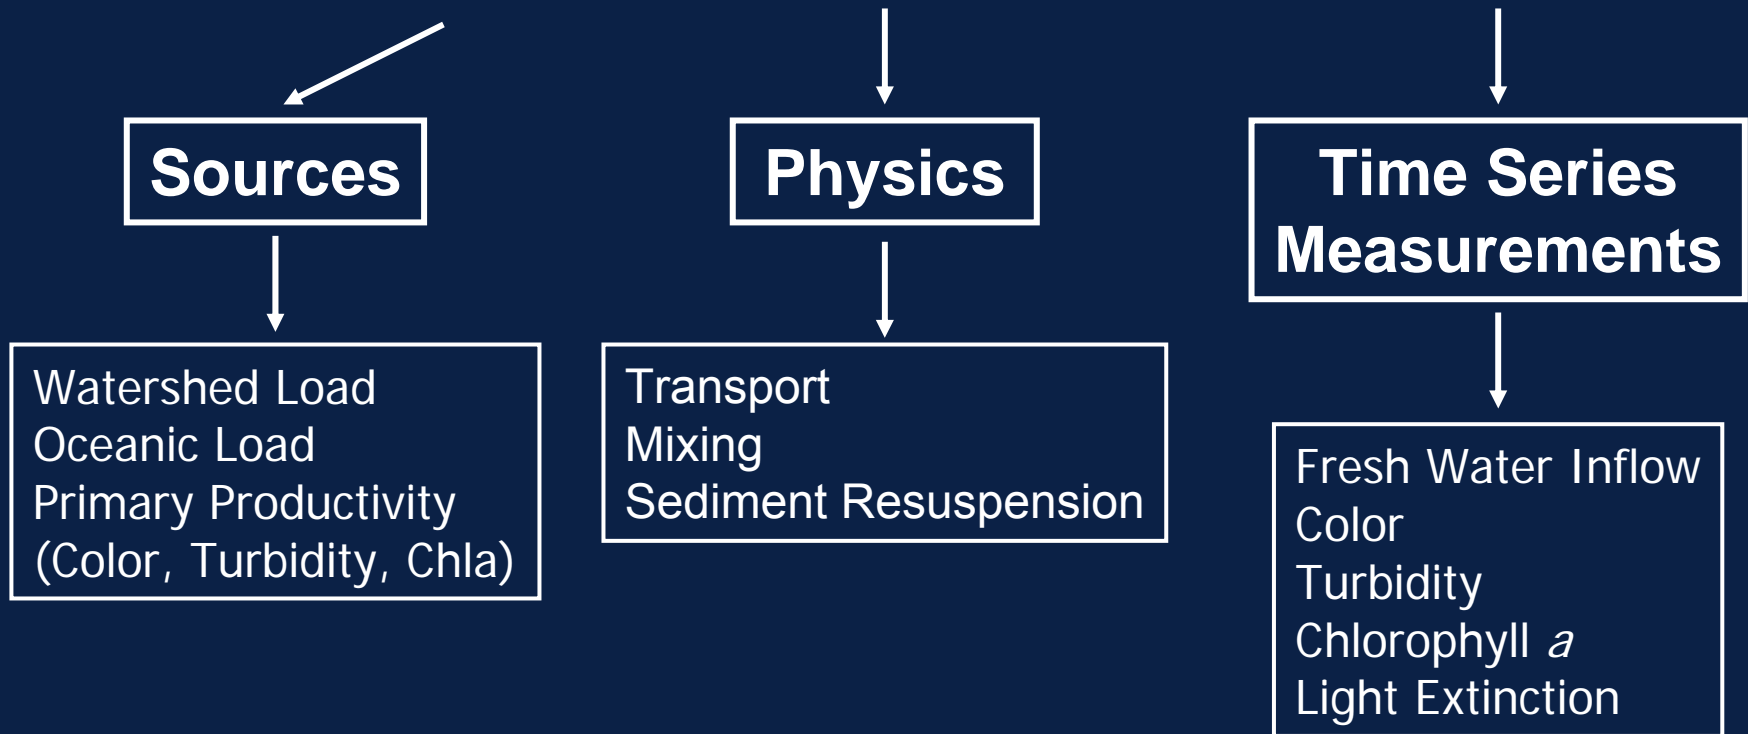 Sources
Physics
Time Series
Measurements
Watershed Load
Oceanic Load
Primary Productivity
(Color, Turbidity, Chla)
Transport
Mixing
Sediment Resuspension
Fresh Water Inflow
Color
Turbidity
Chlorophyll a
Light Extinction